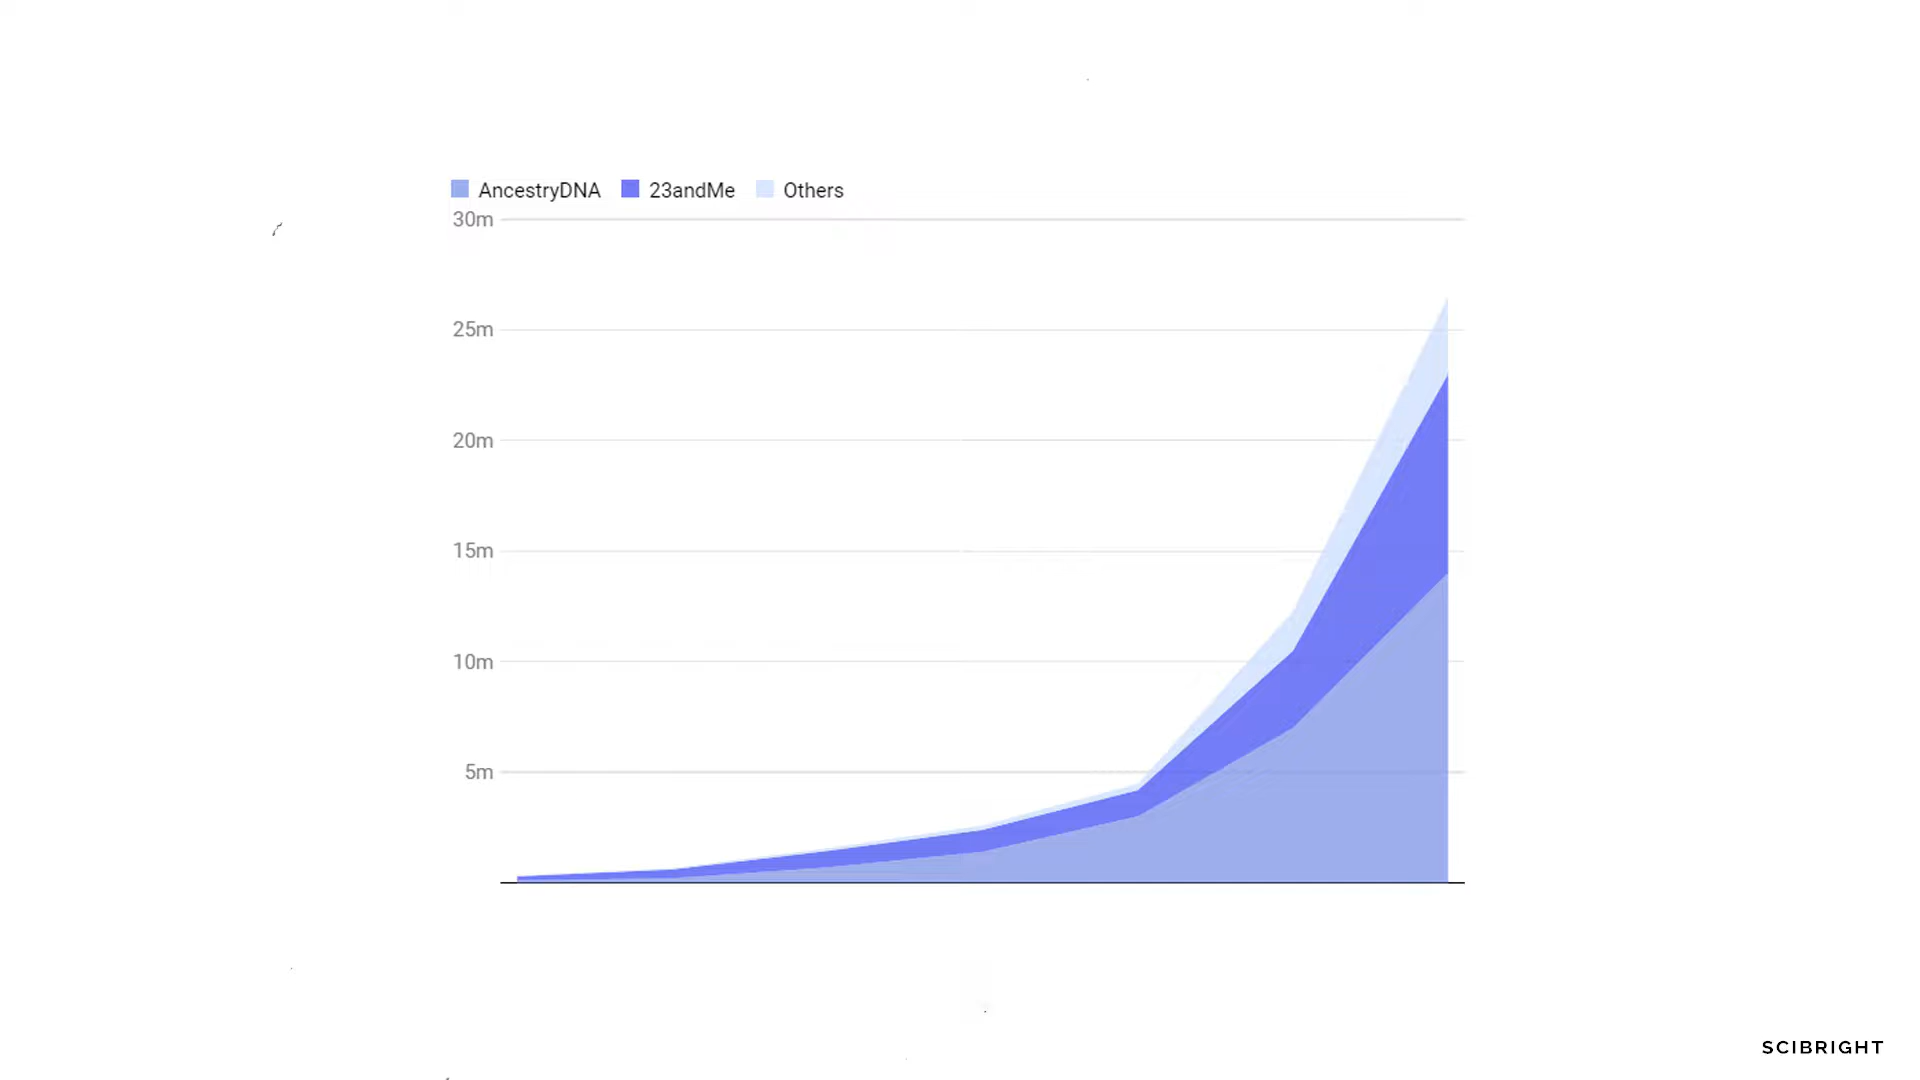 AncestryDNA 23andMe Others
30m
25m
20m
15m
10m
5m
SCIBRIGHT